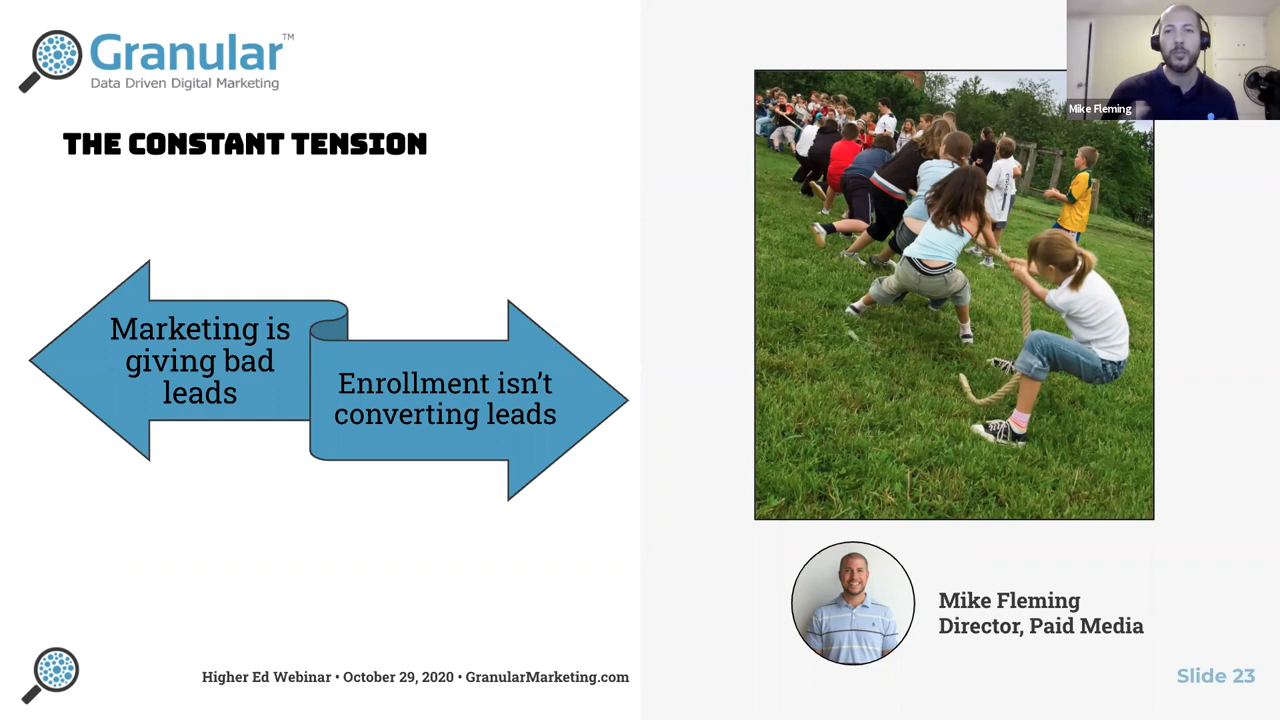 Granular™
Data Driven Digital Marketing
THE CONSTANT TENSION
Marketing is
giving bad
leads
Enrollment isn’t
converting leads
Mike Fleming
Mike Fleming
Director, Paid Media
Higher Ed Webinar • October 29, 2020 • GranularMarketing.com
Slide 23